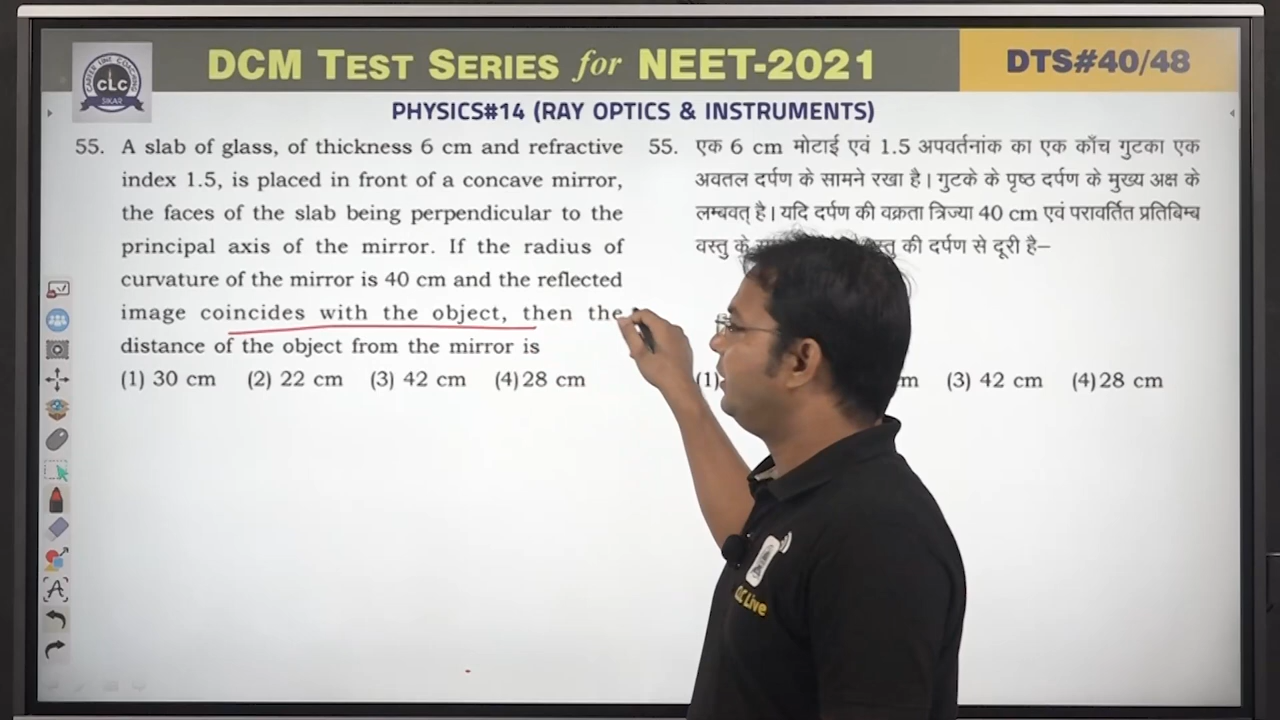 DCM TEST SERIES for NEET-2021
DTS#40/48
CAREER LINE COACHING
CLC
SIKAR
PHYSICS#14 (RAY OPTICS & INSTRUMENTS)
55. A slab of glass, of thickness 6 cm and refractive
index 1.5, is placed in front of a concave mirror,
the faces of the slab being perpendicular to the
principal axis of the mirror. If the radius of
curvature of the mirror is 40 cm and the reflected
image coincides with the object, then the
distance of the object from the mirror is
(1) 30 cm (2) 22 cm (3) 42 cm (4) 28 cm
55. एक 6 cm मोटाई एवं 1.5 अपवर्तनांक का एक काँच गुटका एक
अवतल दर्पण के सामने रखा है। गुटके के पृष्ठ दर्पण के मुख्य अक्ष के
लम्बवत् है। यदि दर्पण की वक्रता त्रिज्या 40 cm एवं परावर्तित प्रतिबिम्ब
वस्तु के की दर्पण से दूरी है–
(1) m (3) 42 cm (4) 28 cm
A
Live